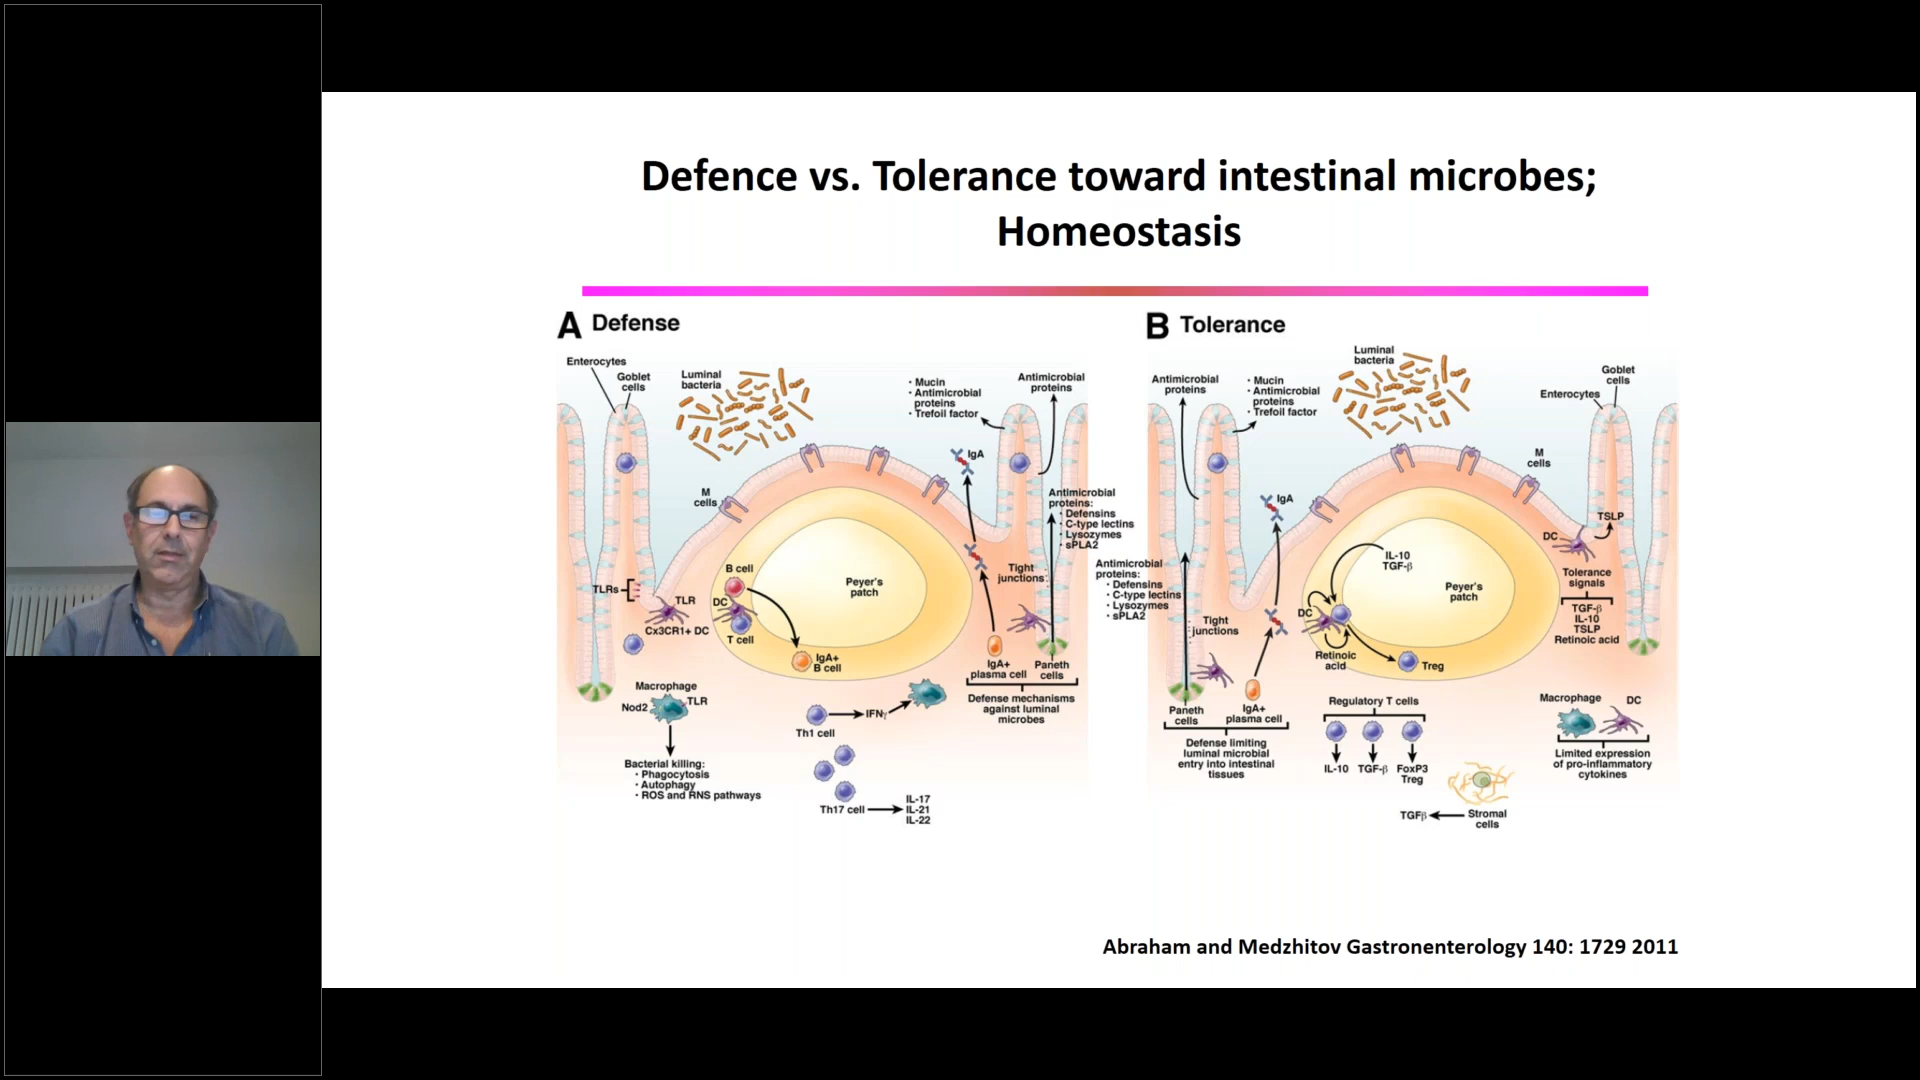 Defence vs. Tolerance toward intestinal microbes;
Homeostasis
A Defense
Enterocytes
Goblet
cells
Luminal
bacteria
· Mucin
· Antimicrobial
proteins
· Trefoil factor
Antimicrobial
proteins
IgA
M
cells
Antimicrobial
proteins:
· Defensins
· C-type lectins
· Lysozymes
· sPLA2
Tight
junctions
B cell
Peyer's
patch
TLRs
TLR
DC
Cx3CR1+ DC
T cell
IgA+
B cell
IgA+
plasma cell
Paneth
cells
Defense mechanisms
against luminal
microbes
Macrophage
Nod2
TLR
IFNγ
Th1 cell
Bacterial killing:
· Phagocytosis
· Autophagy
· ROS and RNS pathways
Th17 cell
IL-17
IL-21
IL-22
B Tolerance
Antimicrobial
proteins
· Mucin
· Antimicrobial
proteins
· Trefoil factor
Luminal
bacteria
Goblet
cells
Enterocytes
M
cells
IgA
TSLP
DC
IL-10
TGF-β
Peyer's
patch
Tolerance
signals
TGF-β
IL-10
TSLP
Retinoic acid
Antimicrobial
proteins:
· Defensins
· C-type lectins
· Lysozymes
· sPLA2
Tight
junctions
DC
Retinoic
acid
Treg
Paneth
cells
IgA+
plasma cell
Defense limiting
luminal microbial
entry into intestinal
tissues
Regulatory T cells
IL-10
TGF-β
FoxP3
Treg
Macrophage
DC
Limited expression
of pro-inflammatory
cytokines
TGFβ
Stromal
cells
Abraham and Medzhitov Gastronenterology 140: 1729 2011